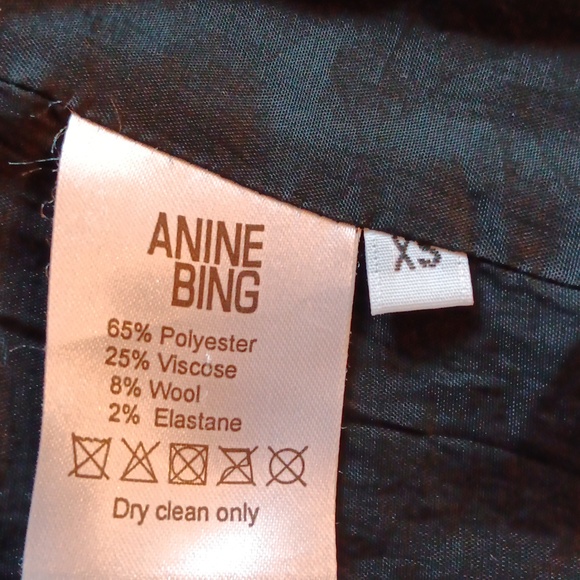 ANINE
BING
65% Polyester
25% Viscose
8% Wool
2% Elastane
Dry clean only
XS